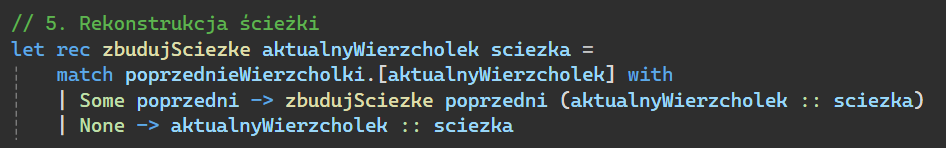 // 5. Rekonstrukcja ścieżki
let rec zbudujSciezke aktualnyWierzcholek sciezka =
match poprzednieWierzcholki.[aktualnyWierzcholek] with
| Some poprzedni -> zbudujSciezke poprzedni (aktualnyWierzcholek :: sciezka)
| None -> aktualnyWierzcholek :: sciezka